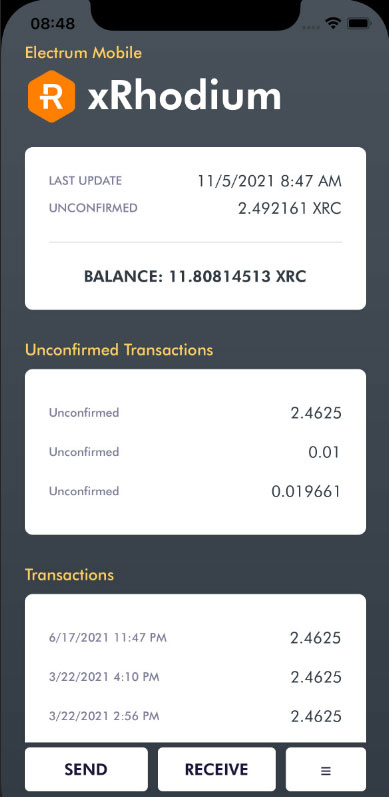 08:48
Electrum Mobile
xRhodium
LAST UPDATE 11/5/2021 8:47 AM
UNCONFIRMED 2.492161 XRC
BALANCE: 11.80814513 XRC
Unconfirmed Transactions
Unconfirmed 2.4625
Unconfirmed 0.01
Unconfirmed 0.019661
Transactions
6/17/2021 11:47 PM 2.4625
3/22/2021 4:10 PM 2.4625
3/22/2021 2:56 PM 2.4625
SEND RECEIVE ≡